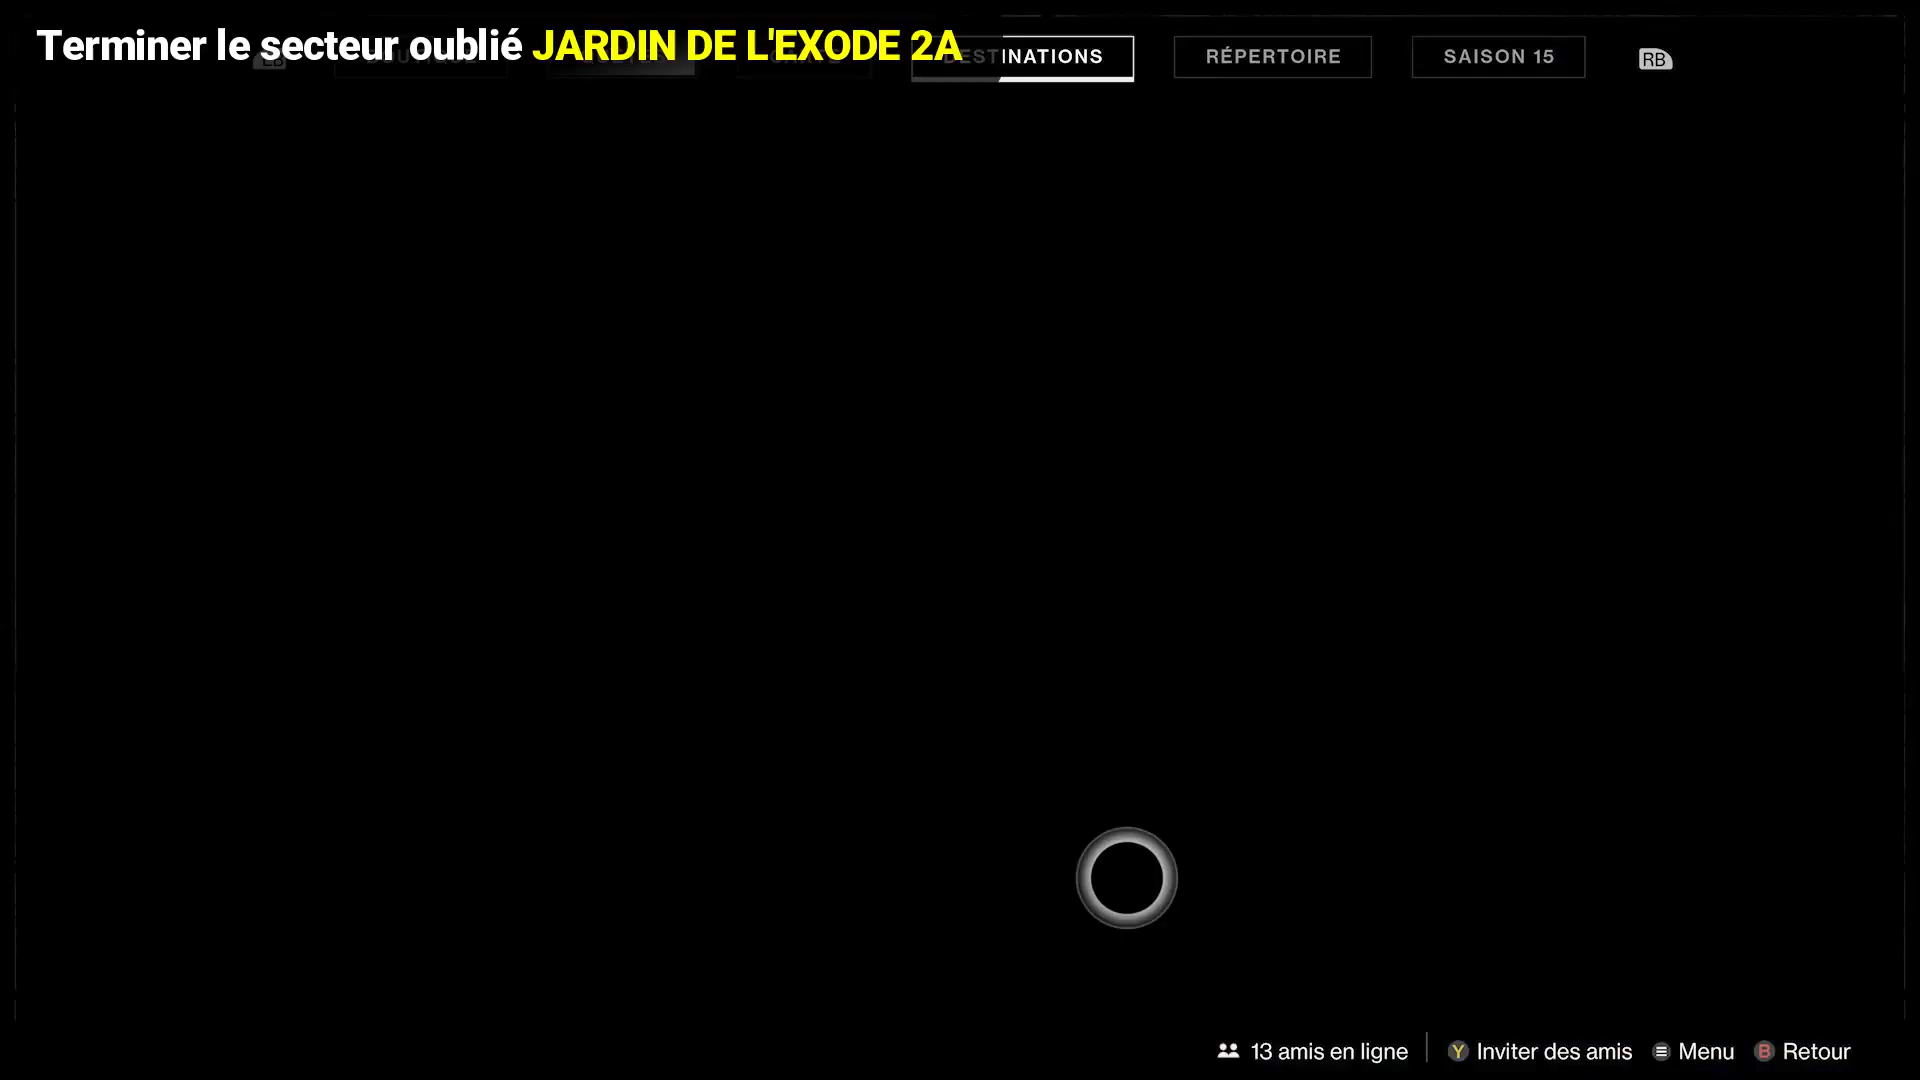 Terminer le secteur oublié JARDIN DE L'EXODE 2A
DESTINATIONS
RÉPERTOIRE
SAISON 15
RB
13 amis en ligne
Y Inviter des amis
Menu
B Retour